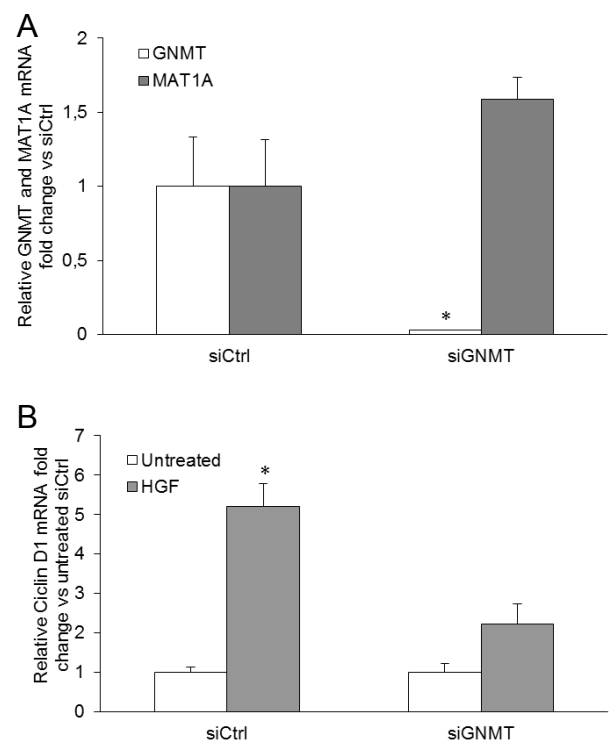 A
Relative GNMT and MAT1A mRNA
fold change vs siCtrl
2
1,5
1
0,5
0
GNMT
MAT1A
*
siCtrl
siGNMT
B
Relative Ciclin D1 mRNA fold
change vs untreated siCtrl
7
6
5
4
3
2
1
0
Untreated
HGF
*
siCtrl
siGNMT